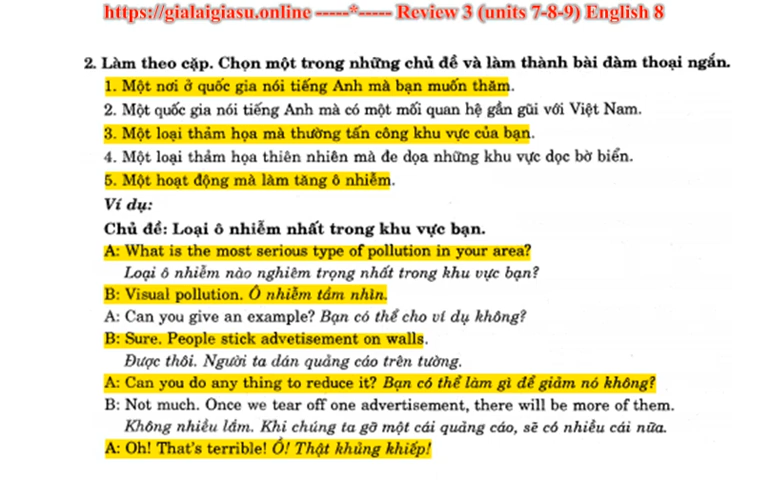 https://gialaigiasu.online -----*----- Review 3 (units 7-8-9) English 8
2. Làm theo cặp. Chọn một trong những chủ đề và làm thành bài đàm thoại ngắn.
1. Một nơi ở quốc gia nói tiếng Anh mà bạn muốn thăm.
2. Một quốc gia nói tiếng Anh mà có một mối quan hệ gần gũi với Việt Nam.
3. Một loại thảm họa mà thường tấn công khu vực của bạn.
4. Một loại thảm họa thiên nhiên mà đe dọa những khu vực dọc bờ biển.
5. Một hoạt động mà làm tăng ô nhiễm.
Ví dụ:
Chủ đề: Loại ô nhiễm nhất trong khu vực bạn.
A: What is the most serious type of pollution in your area?
Loại ô nhiễm nào nghiêm trọng nhất trong khu vực bạn?
B: Visual pollution. Ô nhiễm tầm nhìn.
A: Can you give an example? Bạn có thể cho ví dụ không?
B: Sure. People stick advetisement on walls.
Được thôi. Người ta dán quảng cáo trên tường.
A: Can you do any thing to reduce it? Bạn có thể làm gì để giảm nó không?
B: Not much. Once we tear off one advertisement, there will be more of them.
Không nhiều lắm. Khi chúng ta gỡ một cái quảng cáo, sẽ có nhiều cái nữa.
A: Oh! That's terrible! Ồ! Thật khủng khiếp!